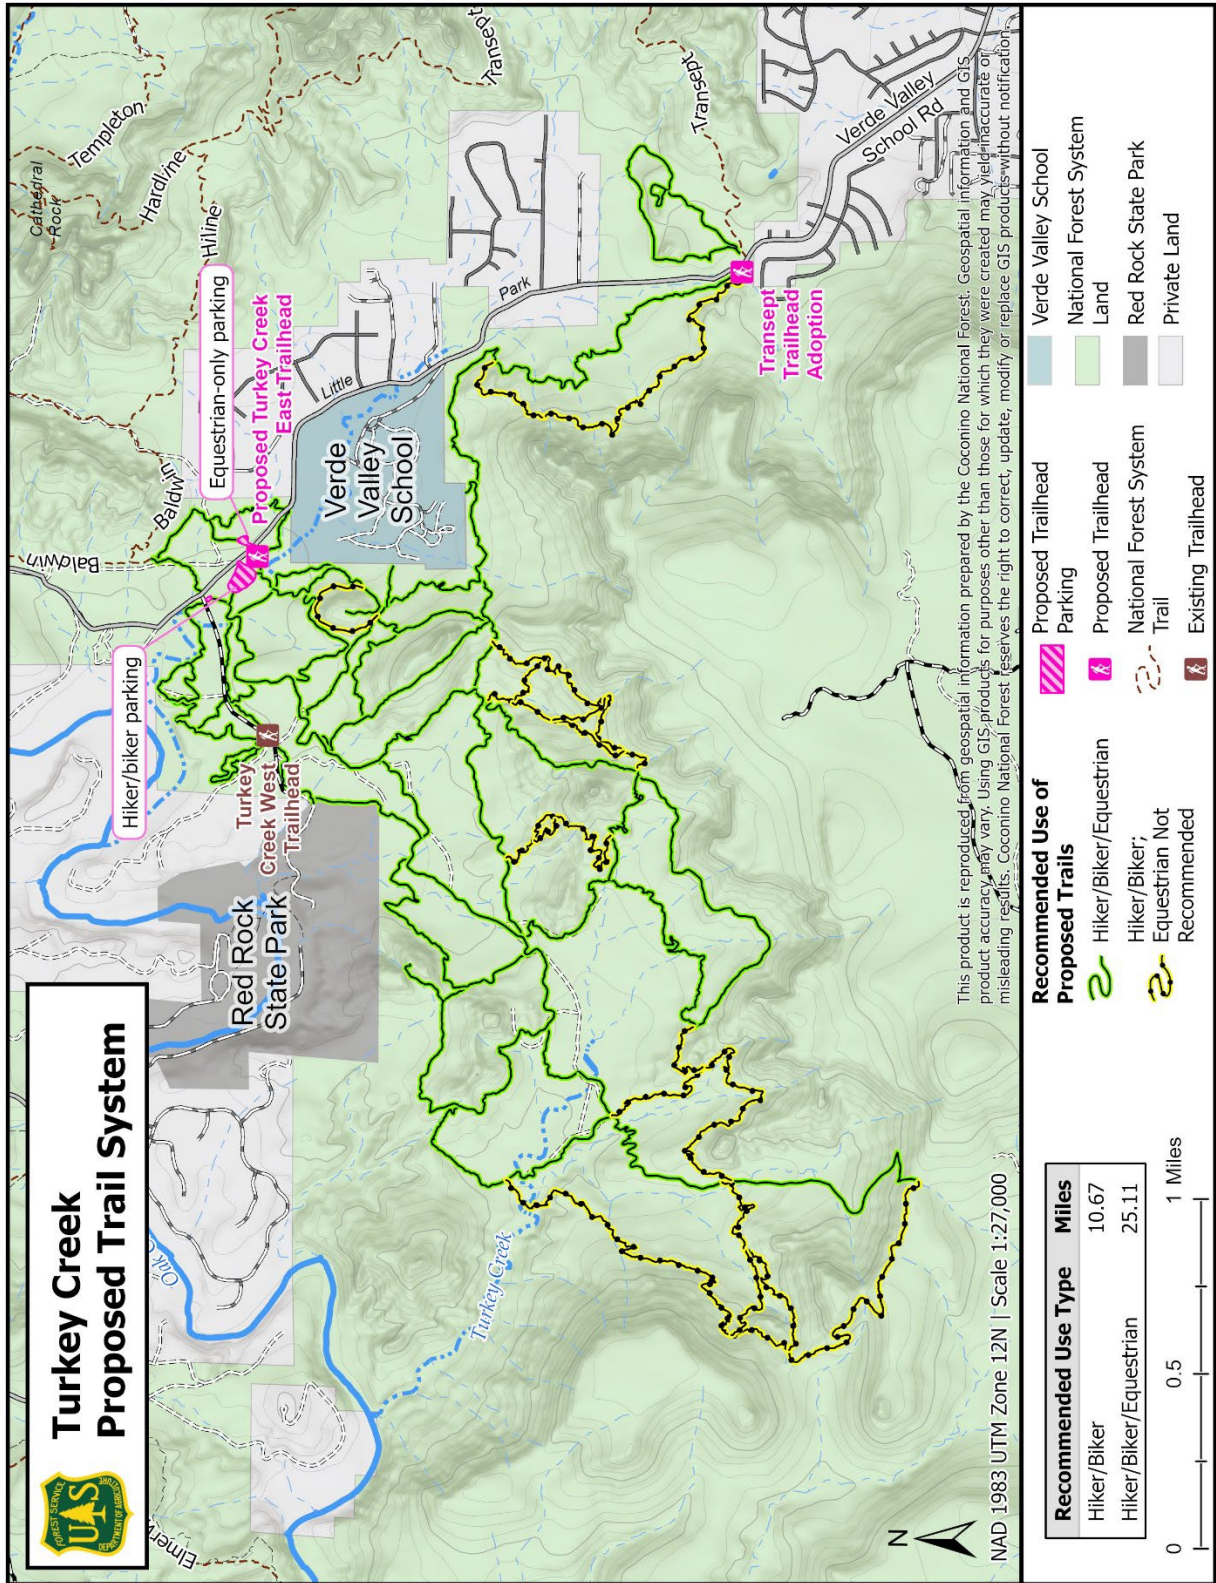 Turkey Creek
Proposed Trail System
FOREST SERVICE
U S
DEPARTMENT OF AGRICULTURE
Hiker/biker parking
Equestrian-only parking
Proposed Turkey Creek
East Trailhead
Turkey
Creek West
Trailhead
Transept
Trailhead
Adoption
Red Rock
State Park
Verde
Valley
School
Cathedral
Rock
Templeton
Hardline
Hiline
Baldwin
Baldwin
Transept
Transept
Little
Park
Verde Valley
School Rd
Turkey Creek
Oak
N
NAD 1983 UTM Zone 12N | Scale 1:27,000
This product is reproduced from geospatial information prepared by the Coconino National Forest. Geospatial information and GIS
product accuracy may vary. Using GIS products for purposes other than those for which they were created may yield inaccurate or
misleading results. Coconino National Forest reserves the right to correct, update, modify or replace GIS products without notification.
Recommended Use Type Miles
Hiker/Biker 10.67
Hiker/Biker/Equestrian 25.11
0 0.5 1 Miles
Recommended Use of
Proposed Trails
Hiker/Biker/Equestrian
Hiker/Biker;
Equestrian Not
Recommended
Proposed Trailhead
Parking
Proposed Trailhead
National Forest System
Trail
Existing Trailhead
Verde Valley School
National Forest System
Land
Red Rock State Park
Private Land